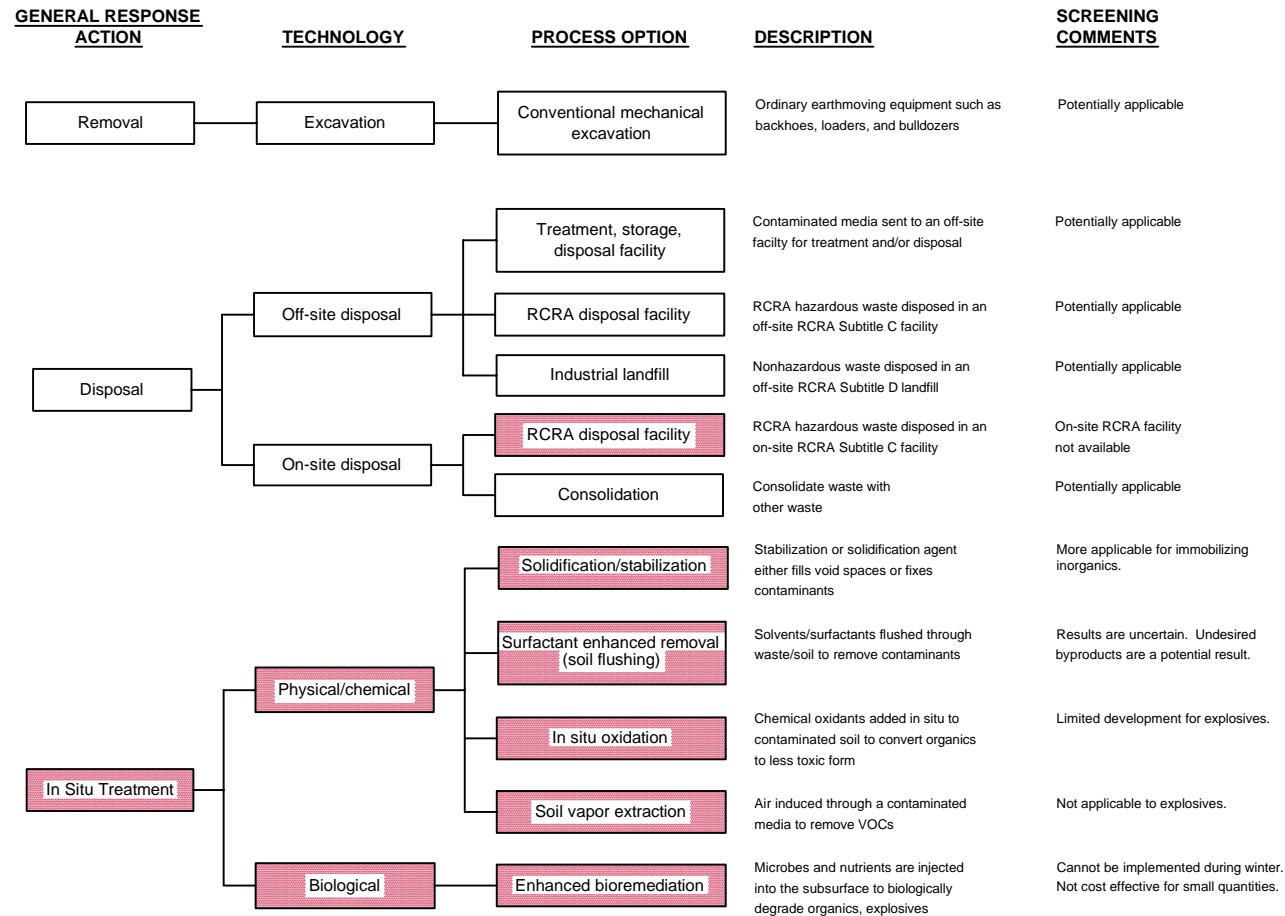 GENERAL RESPONSE
ACTION
TECHNOLOGY
PROCESS OPTION
DESCRIPTION
SCREENING
COMMENTS
Removal
Excavation
Conventional mechanical
excavation
Ordinary earthmoving equipment such as
backhoes, loaders, and bulldozers
Potentially applicable
Disposal
Off-site disposal
Treatment, storage,
disposal facility
Contaminated media sent to an off-site
facilty for treatment and/or disposal
Potentially applicable
RCRA disposal facility
RCRA hazardous waste disposed in an
off-site RCRA Subtitle C facility
Potentially applicable
Industrial landfill
Nonhazardous waste disposed in an
off-site RCRA Subtitle D landfill
Potentially applicable
On-site disposal
RCRA disposal facility
RCRA hazardous waste disposed in an
on-site RCRA Subtitle C facility
On-site RCRA facility
not available
Consolidation
Consolidate waste with
other waste
Potentially applicable
In Situ Treatment
Physical/chemical
Solidification/stabilization
Stabilization or solidification agent
either fills void spaces or fixes
contaminants
More applicable for immobilizing
inorganics.
Surfactant enhanced removal
(soil flushing)
Solvents/surfactants flushed through
waste/soil to remove contaminants
Results are uncertain.  Undesired
byproducts are a potential result.
In situ oxidation
Chemical oxidants added in situ to
contaminated soil to convert organics
to less toxic form
Limited development for explosives.
Soil vapor extraction
Air induced through a contaminated
media to remove VOCs
Not applicable to explosives.
Biological
Enhanced bioremediation
Microbes and nutrients are injected
into the subsurface to biologically
degrade organics, explosives
Cannot be implemented during winter.
Not cost effective for small quantities.